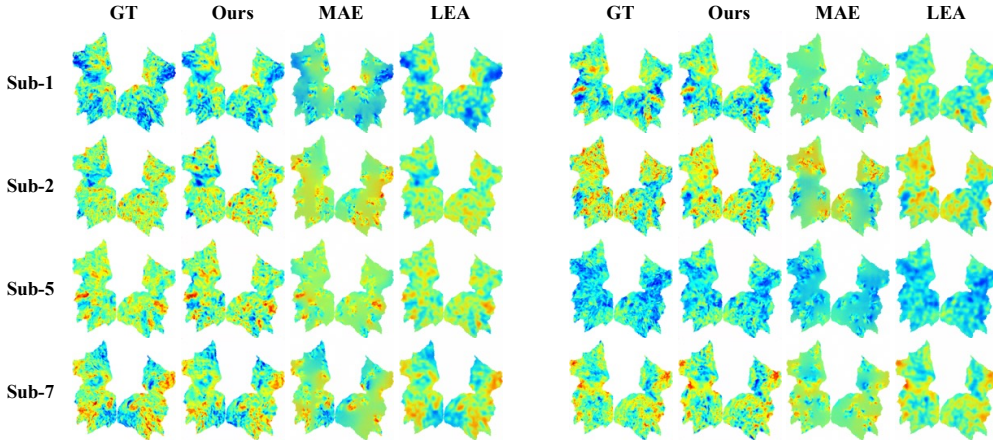 GT Ours MAE LEA GT Ours MAE LEA
Sub-1
Sub-2
Sub-5
Sub-7